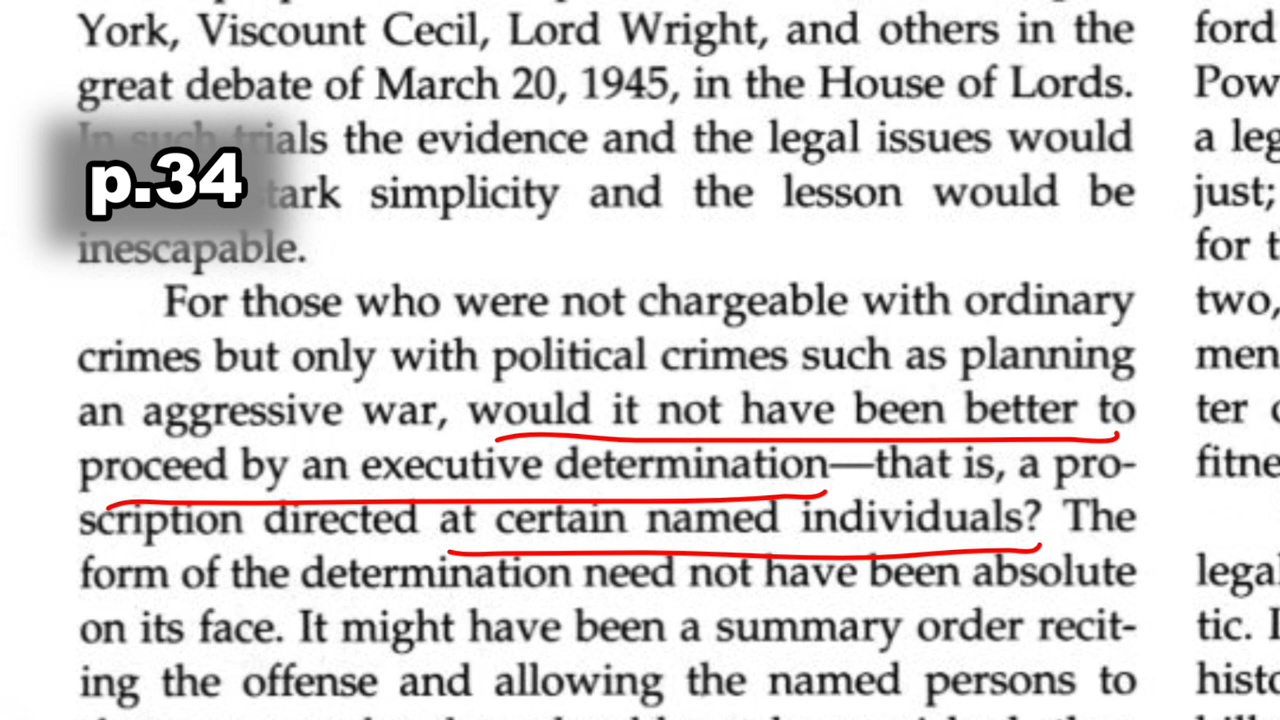 York, Viscount Cecil, Lord Wright, and others in the
great debate of March 20, 1945, in the House of Lords.
In such trials the evidence and the legal issues would
p.34
tark simplicity and the lesson would be
inescapable.
For those who were not chargeable with ordinary
crimes but only with political crimes such as planning
an aggressive war, would it not have been better to
proceed by an executive determination—that is, a pro-
scription directed at certain named individuals? The
form of the determination need not have been absolute
on its face. It might have been a summary order recit-
ing the offense and allowing the named persons to
ford
Pow
a leg
just;
for t
two,
men
ter
fitne
legal
tic. I
histo